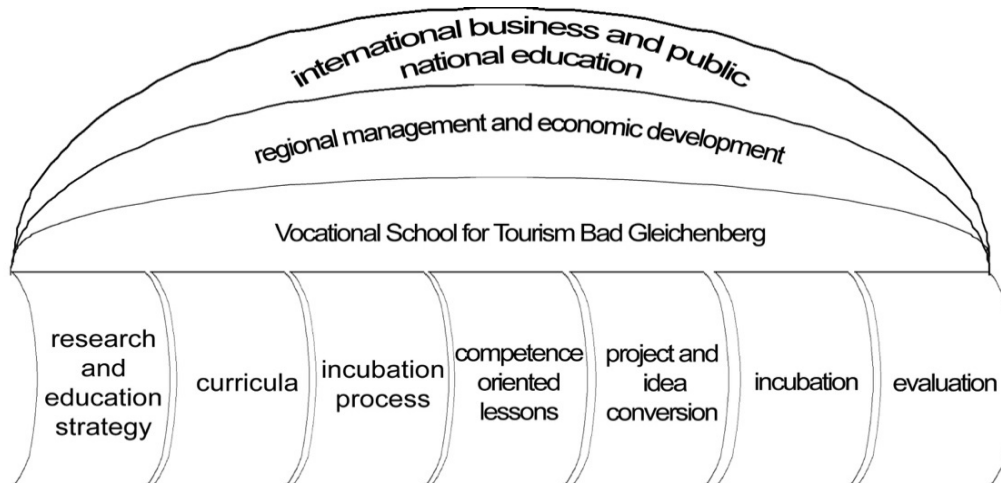 international business and public
national education
regional management and economic development
Vocational School for Tourism Bad Gleichenberg
research
and
education
strategy
curricula
incubation
process
competence
oriented
lessons
project and
idea
conversion
incubation
evaluation